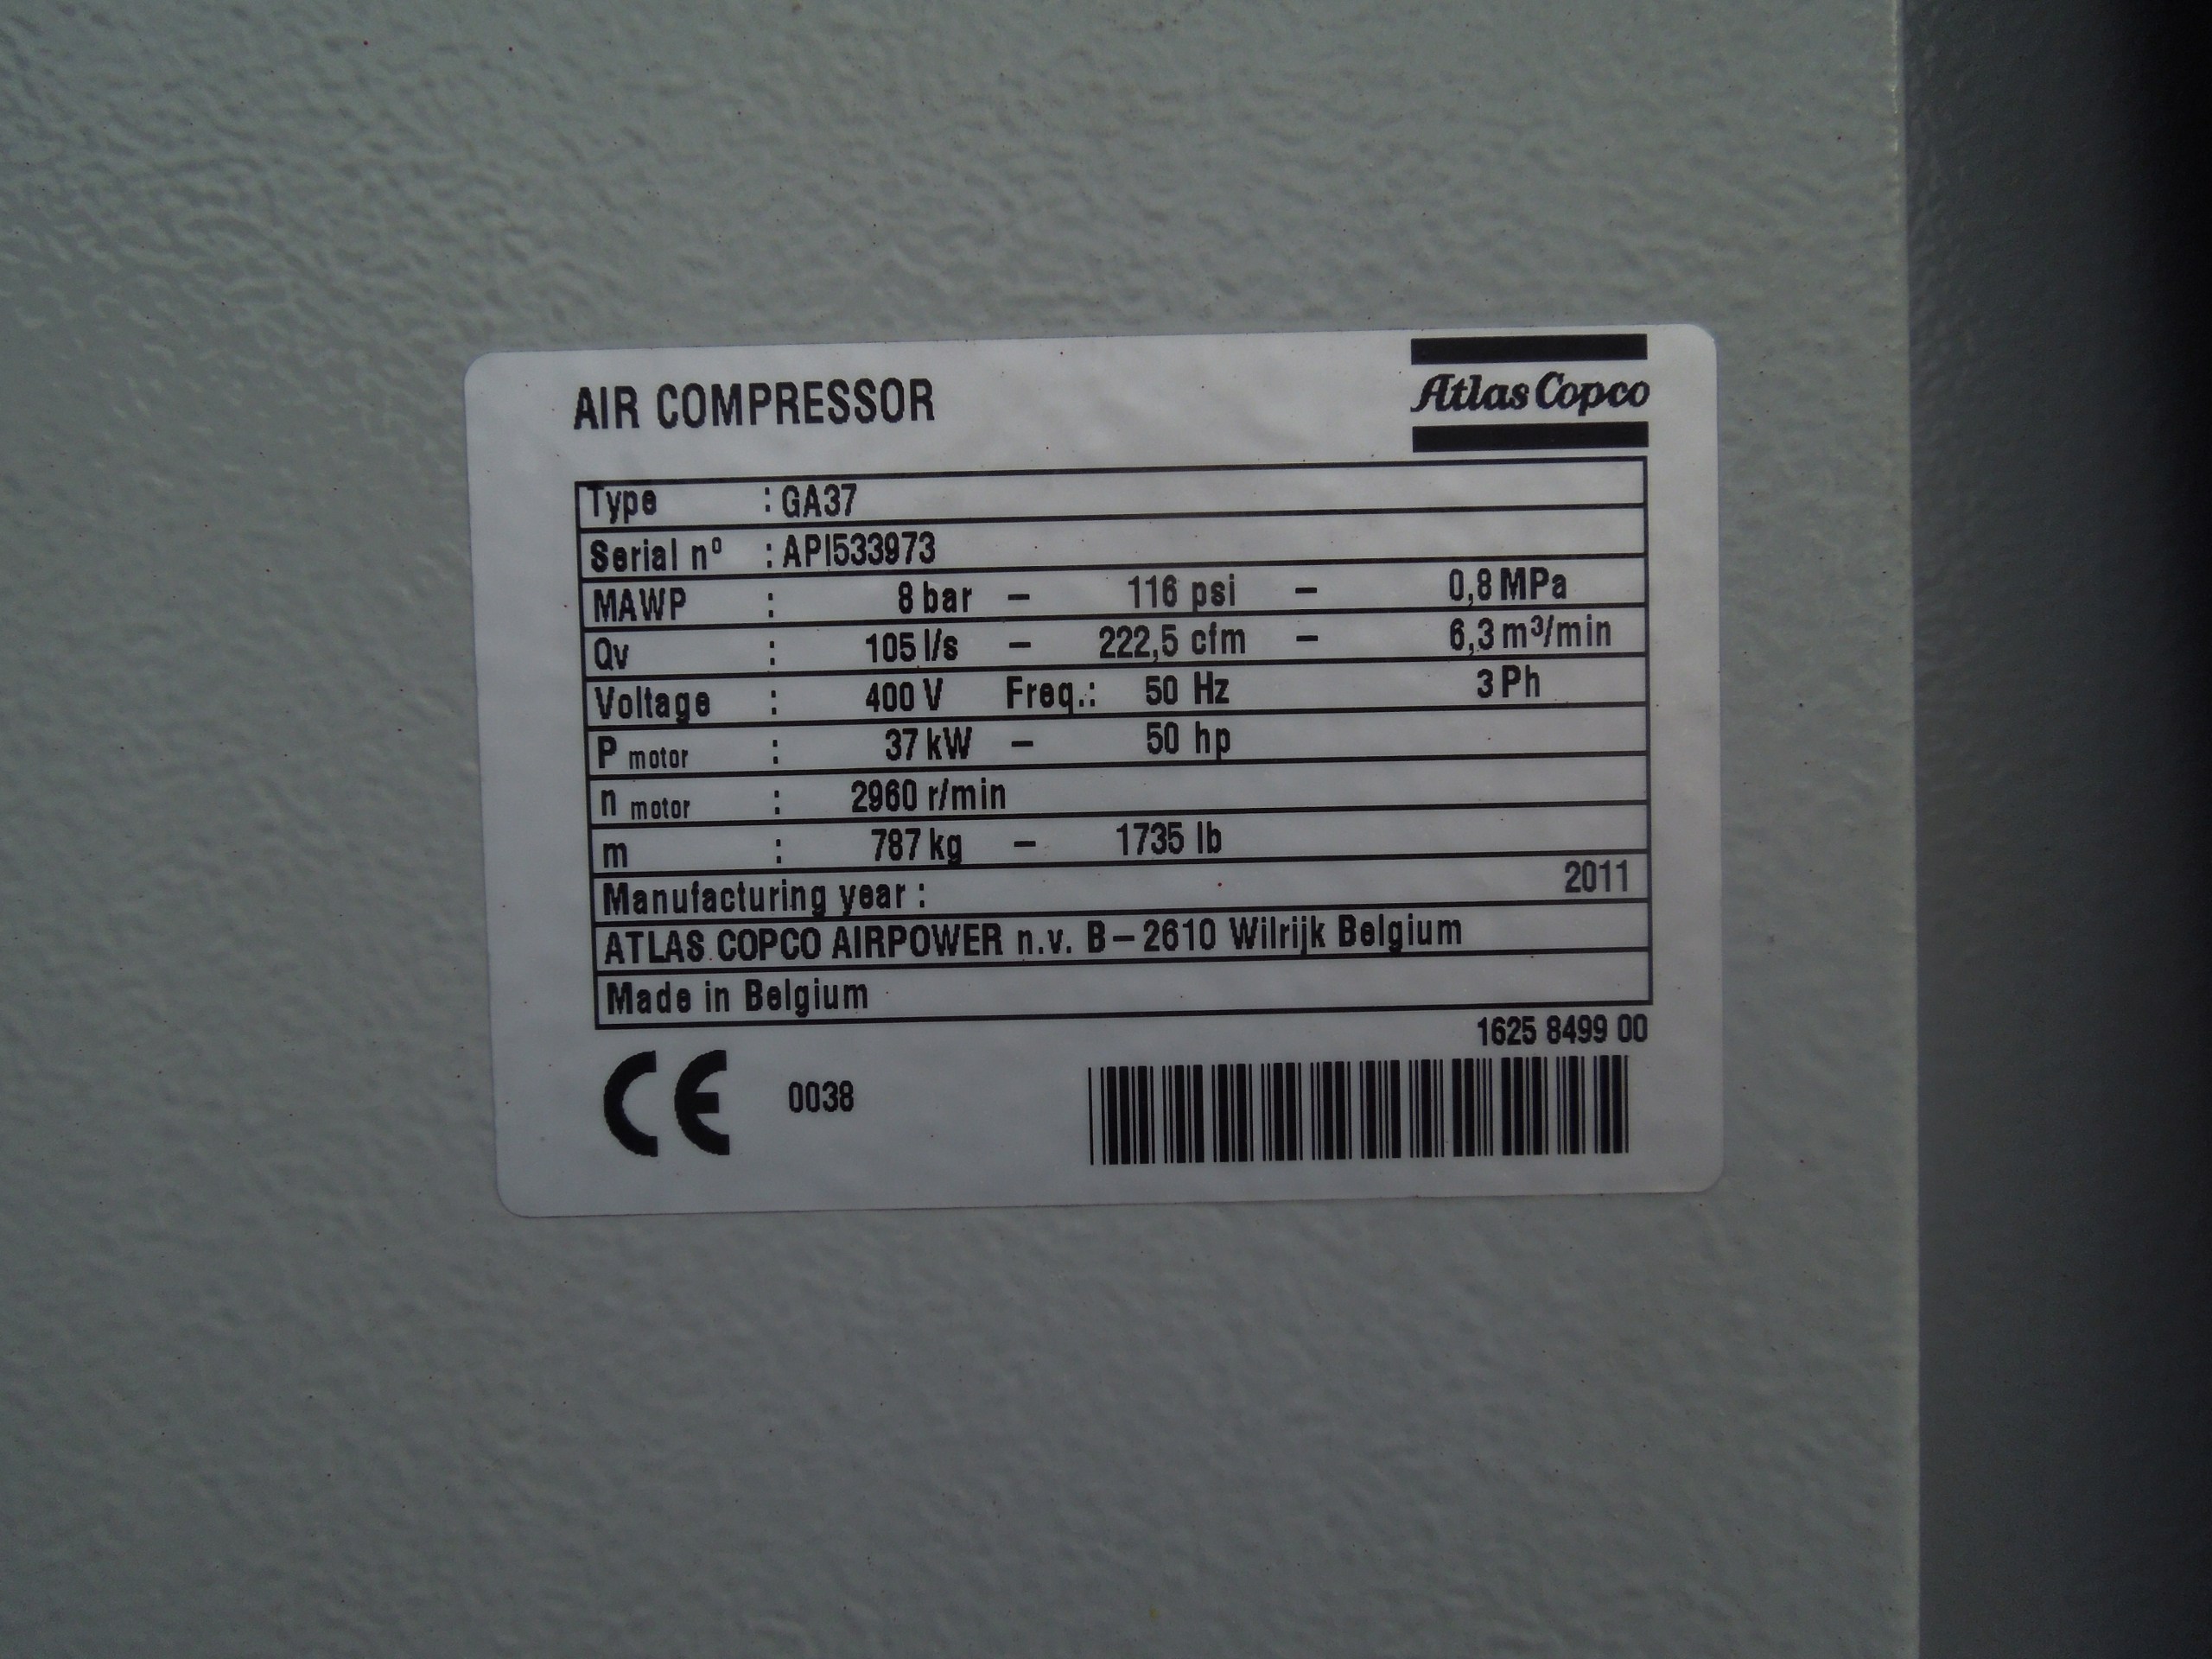 AIR COMPRESSOR
Atlas Copco
Type : GA37
Serial nº : API533973
MAWP : 8 bar – 116 psi – 0,8 MPa
Qv : 105 l/s – 222,5 cfm – 6,3 m³/min
Voltage : 400 V Freq.: 50 Hz 3 Ph
P motor : 37 kW – 50 hp
n motor : 2960 r/min
m : 787 kg – 1735 lb
Manufacturing year : 2011
ATLAS COPCO AIRPOWER n.v. B – 2610 Wilrijk Belgium
Made in Belgium
1625 8499 00
CE 0038